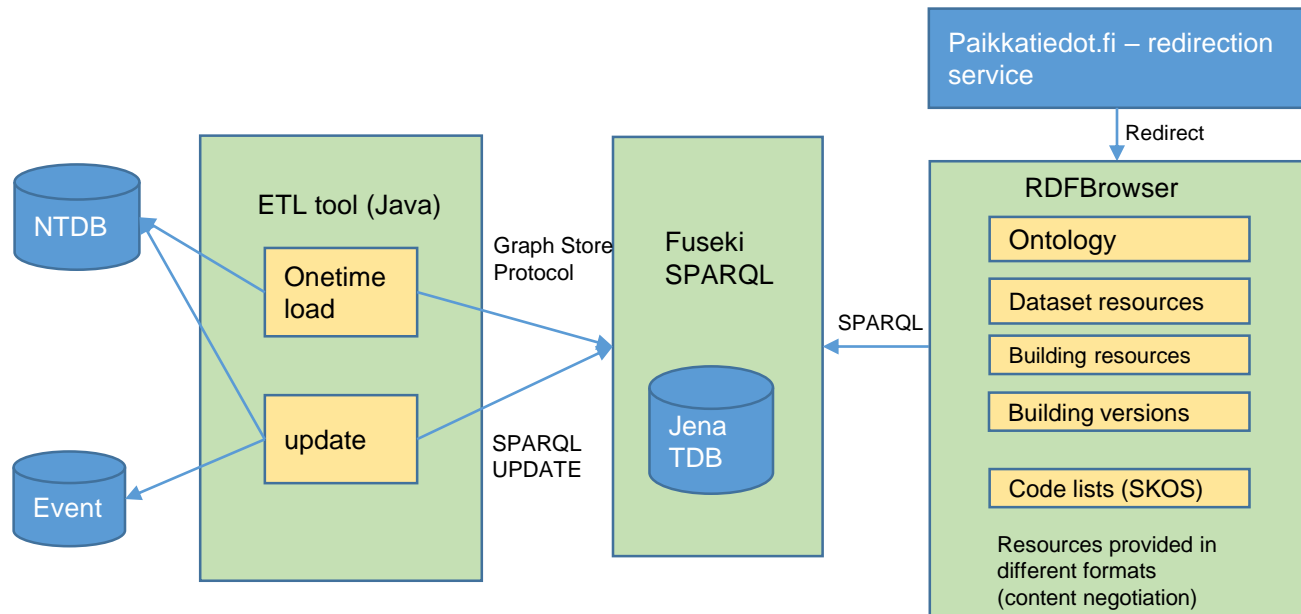 Paikkatiedot.fi – redirection
service
Redirect
NTDB
Event
ETL tool (Java)
Onetime
load
update
Graph Store
Protocol
SPARQL
UPDATE
Fuseki
SPARQL
Jena
TDB
SPARQL
RDFBrowser
Ontology
Dataset resources
Building resources
Building versions
Code lists (SKOS)
Resources provided in
different formats
(content negotiation)